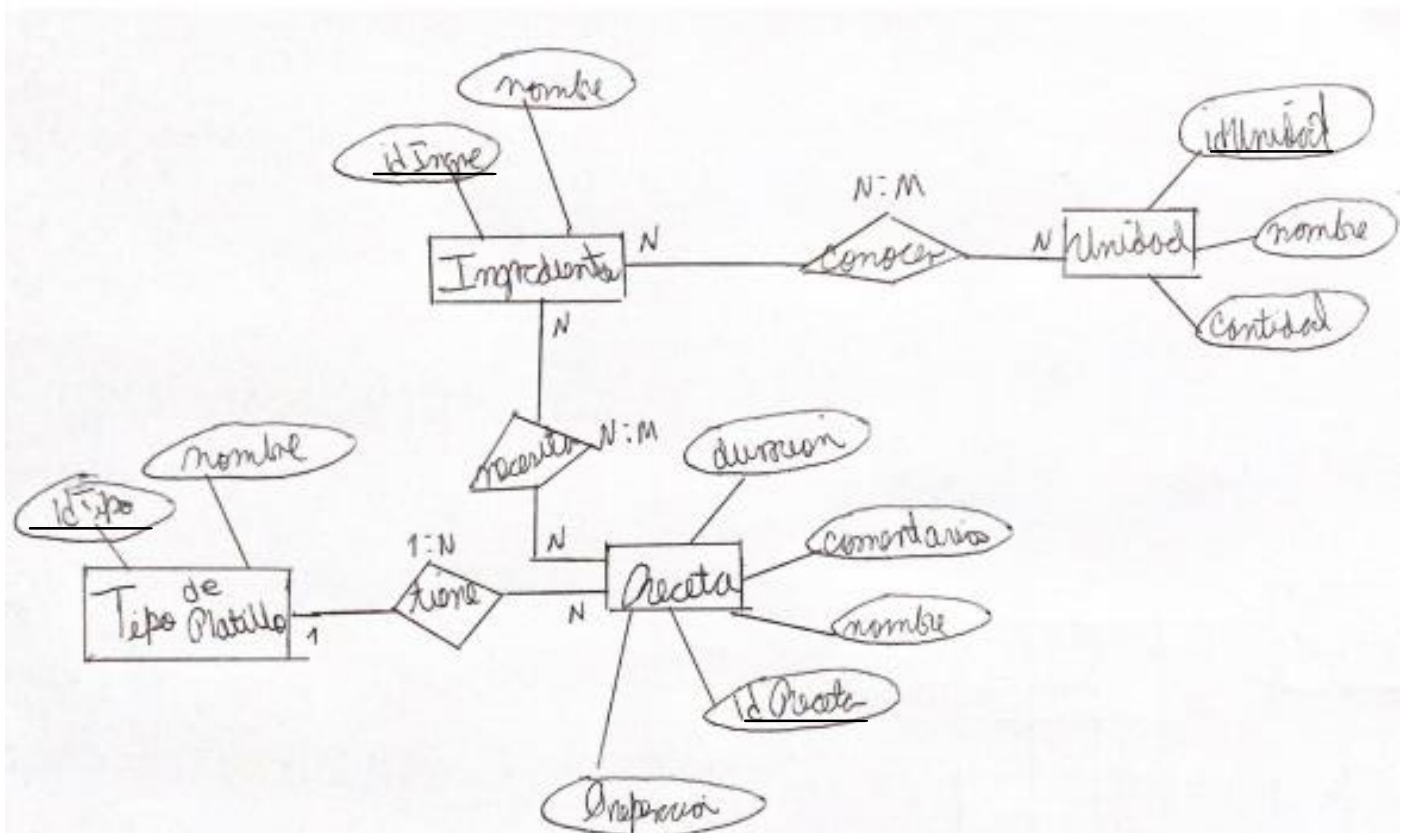 nombre
idIngre
idUnidad
N:M
Ingrediente
N
conocer
N
Unidad
nombre
cantidad
N
necesita
N:M
duracion
nombre
idTipo
comentarios
1:N
N
Tipo de Platillo
1
tiene
N
Receta
nombre
idReceta